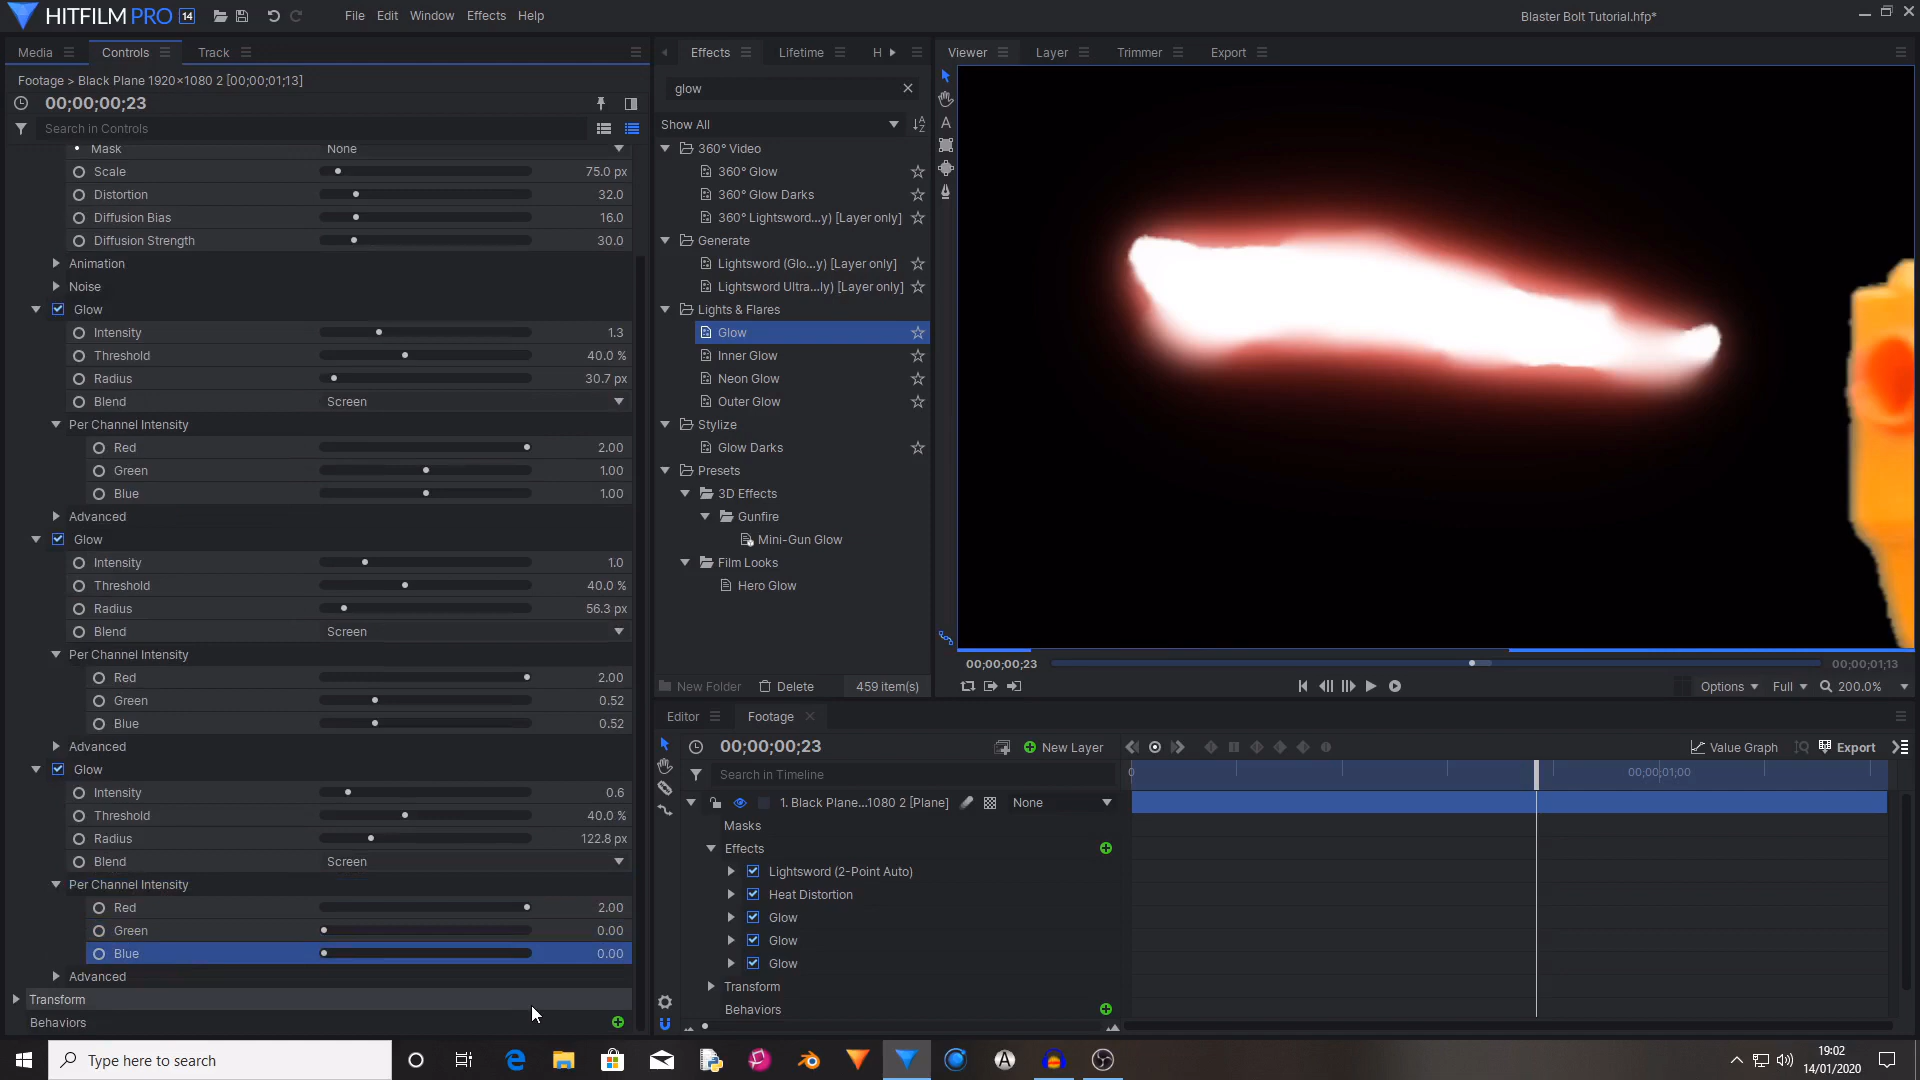 HITFILM PRO 14
File Edit Window Effects Help
Blaster Bolt Tutorial.hfp*
Media Controls Track
Footage > Black Plane 1920×1080 2 [00;00;01;13]
00;00;00;23
Search in Controls
Mask None
Scale 75.0 px
Distortion 32.0
Diffusion Bias 16.0
Diffusion Strength 30.0
Animation
Noise
Glow
Intensity 1.3
Threshold 40.0 %
Radius 30.7 px
Blend Screen
Per Channel Intensity
Red 2.00
Green 1.00
Blue 1.00
Advanced
Glow
Intensity 1.0
Threshold 40.0 %
Radius 56.3 px
Blend Screen
Per Channel Intensity
Red 2.00
Green 0.52
Blue 0.52
Advanced
Glow
Intensity 0.6
Threshold 40.0 %
Radius 122.8 px
Blend Screen
Per Channel Intensity
Red 2.00
Green 0.00
Blue 0.00
Advanced
Transform
Behaviors
Effects Lifetime H
glow
Show All
360° Video
360° Glow
360° Glow Darks
360° Lightsword...y) [Layer only]
Generate
Lightsword (Glo...y) [Layer only]
Lightsword Ultra...ly) [Layer only]
Lights & Flares
Glow
Inner Glow
Neon Glow
Outer Glow
Stylize
Glow Darks
Presets
3D Effects
Gunfire
Mini-Gun Glow
Film Looks
Hero Glow
New Folder Delete 459 item(s)
Viewer Layer Trimmer Export
00;00;00;23 00;00;01;13
Options Full 200.0%
Editor Footage
00;00;00;23 New Layer Value Graph Export
Search in Timeline 0 00;00;01;00
1. Black Plane...1080 2 [Plane] None
Masks
Effects
Lightsword (2-Point Auto)
Heat Distortion
Glow
Glow
Glow
Transform
Behaviors
Type here to search
19:02
14/01/2020